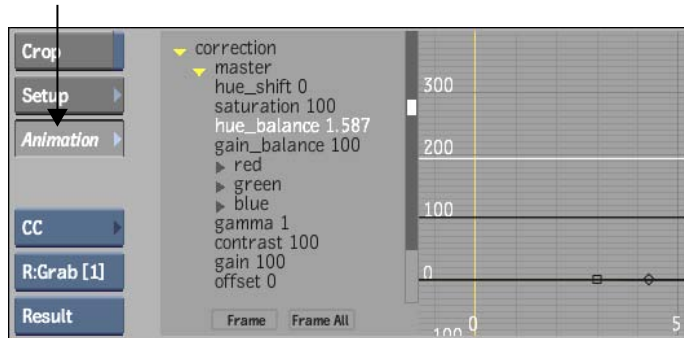 Crop
Setup
Animation
CC
R:Grab [1]
Result
correction
master
hue_shift 0
saturation 100
hue_balance 1.587
gain_balance 100
red
green
blue
gamma 1
contrast 100
gain 100
offset 0
Frame Frame All
300
200
100
0
100 0 5